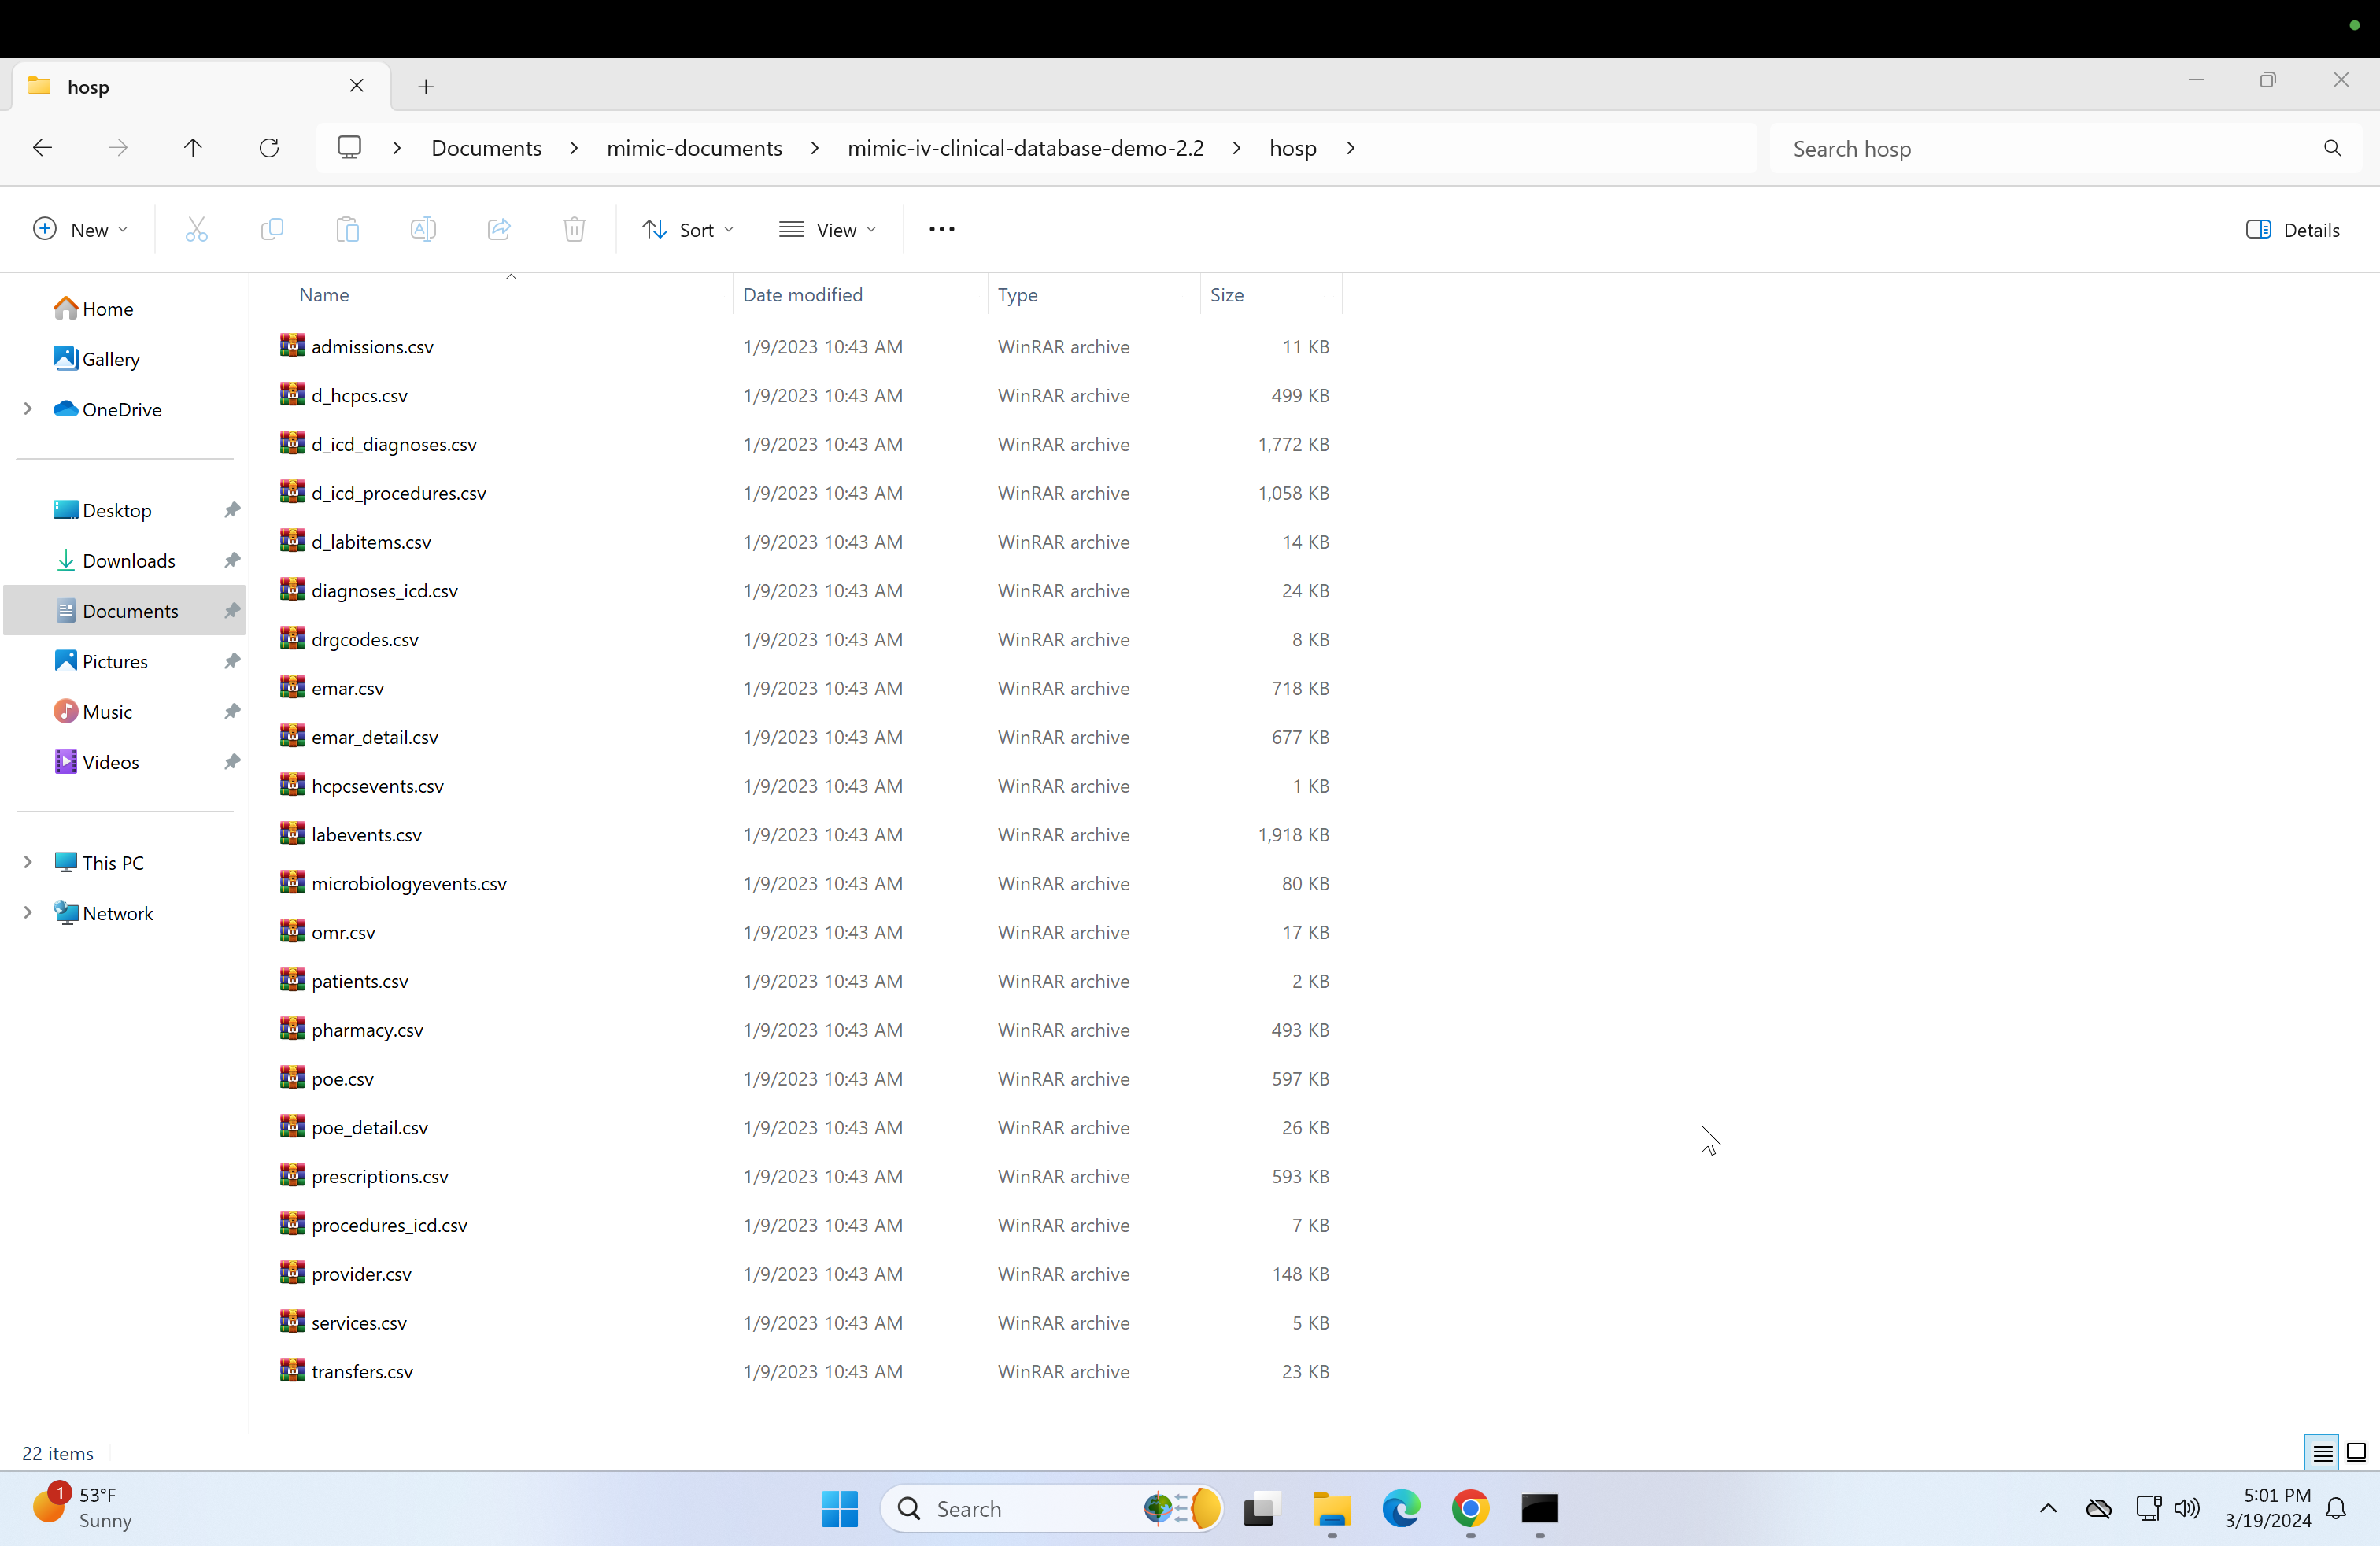 hosp
Documents > mimic-documents > mimic-iv-clinical-database-demo-2.2 > hosp >
Search hosp
New
Sort
View
Details
Name Date modified Type Size
Home
Gallery
OneDrive
Desktop
Downloads
Documents
Pictures
Music
Videos
This PC
Network
admissions.csv 1/9/2023 10:43 AM WinRAR archive 11 KB
d_hcpcs.csv 1/9/2023 10:43 AM WinRAR archive 499 KB
d_icd_diagnoses.csv 1/9/2023 10:43 AM WinRAR archive 1,772 KB
d_icd_procedures.csv 1/9/2023 10:43 AM WinRAR archive 1,058 KB
d_labitems.csv 1/9/2023 10:43 AM WinRAR archive 14 KB
diagnoses_icd.csv 1/9/2023 10:43 AM WinRAR archive 24 KB
drgcodes.csv 1/9/2023 10:43 AM WinRAR archive 8 KB
emar.csv 1/9/2023 10:43 AM WinRAR archive 718 KB
emar_detail.csv 1/9/2023 10:43 AM WinRAR archive 677 KB
hcpcsevents.csv 1/9/2023 10:43 AM WinRAR archive 1 KB
labevents.csv 1/9/2023 10:43 AM WinRAR archive 1,918 KB
microbiologyevents.csv 1/9/2023 10:43 AM WinRAR archive 80 KB
omr.csv 1/9/2023 10:43 AM WinRAR archive 17 KB
patients.csv 1/9/2023 10:43 AM WinRAR archive 2 KB
pharmacy.csv 1/9/2023 10:43 AM WinRAR archive 493 KB
poe.csv 1/9/2023 10:43 AM WinRAR archive 597 KB
poe_detail.csv 1/9/2023 10:43 AM WinRAR archive 26 KB
prescriptions.csv 1/9/2023 10:43 AM WinRAR archive 593 KB
procedures_icd.csv 1/9/2023 10:43 AM WinRAR archive 7 KB
provider.csv 1/9/2023 10:43 AM WinRAR archive 148 KB
services.csv 1/9/2023 10:43 AM WinRAR archive 5 KB
transfers.csv 1/9/2023 10:43 AM WinRAR archive 23 KB
22 items
1
53°F
Sunny
Search
5:01 PM
3/19/2024